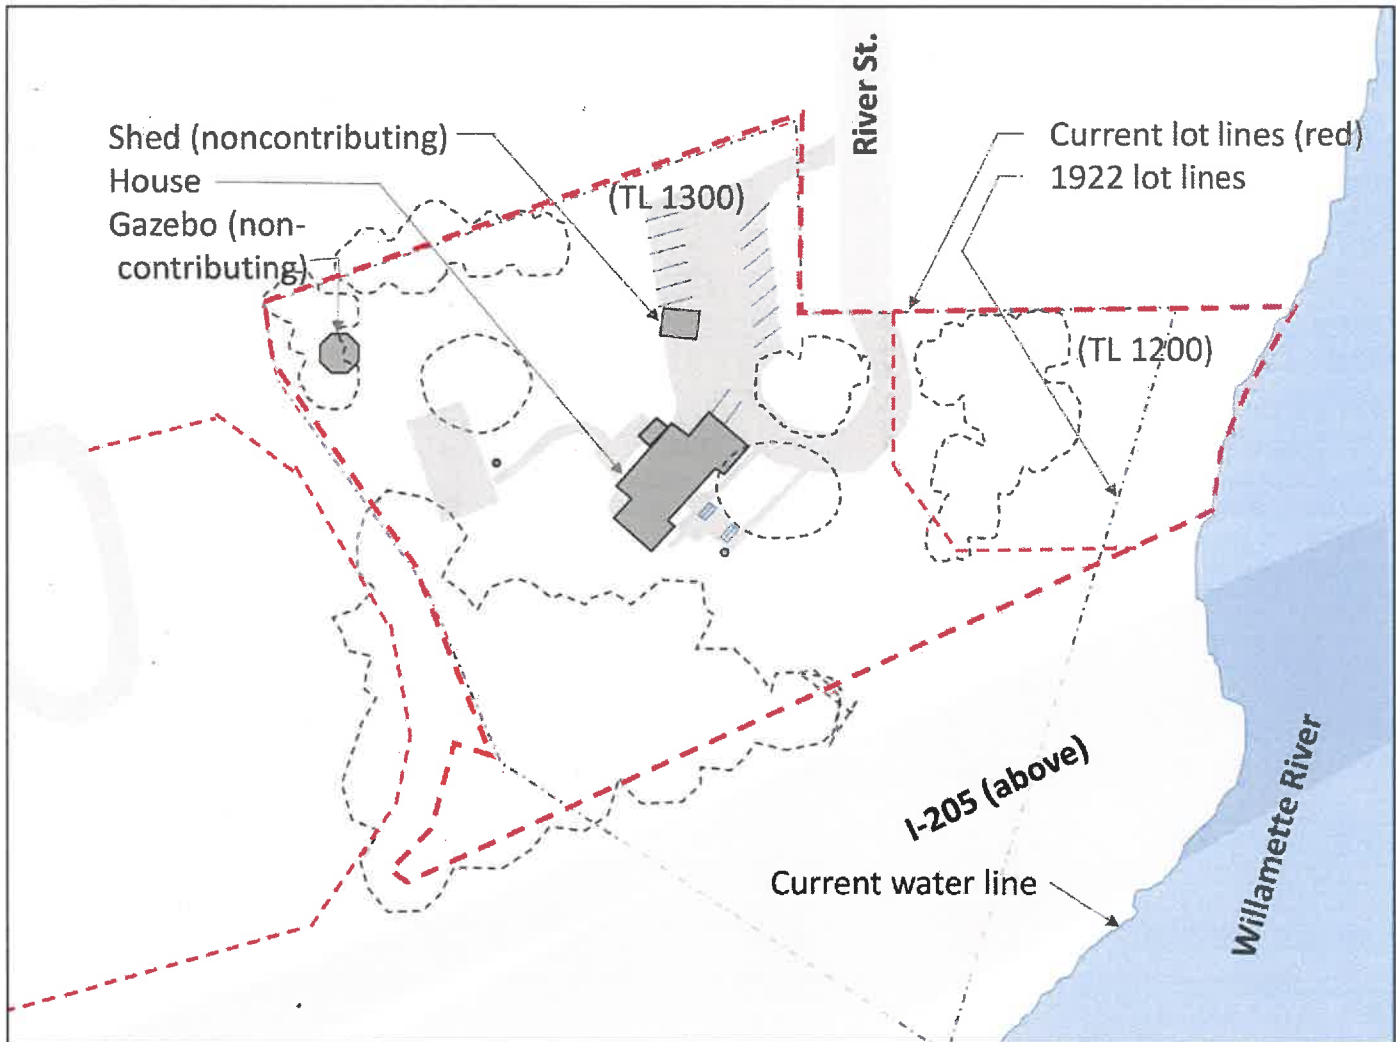 River St.
Shed (noncontributing)
House
Gazebo (non-
contributing)
(TL 1300)
Current lot lines (red)
1922 lot lines
(TL 1200)
I-205 (above)
Current water line
Willamette River